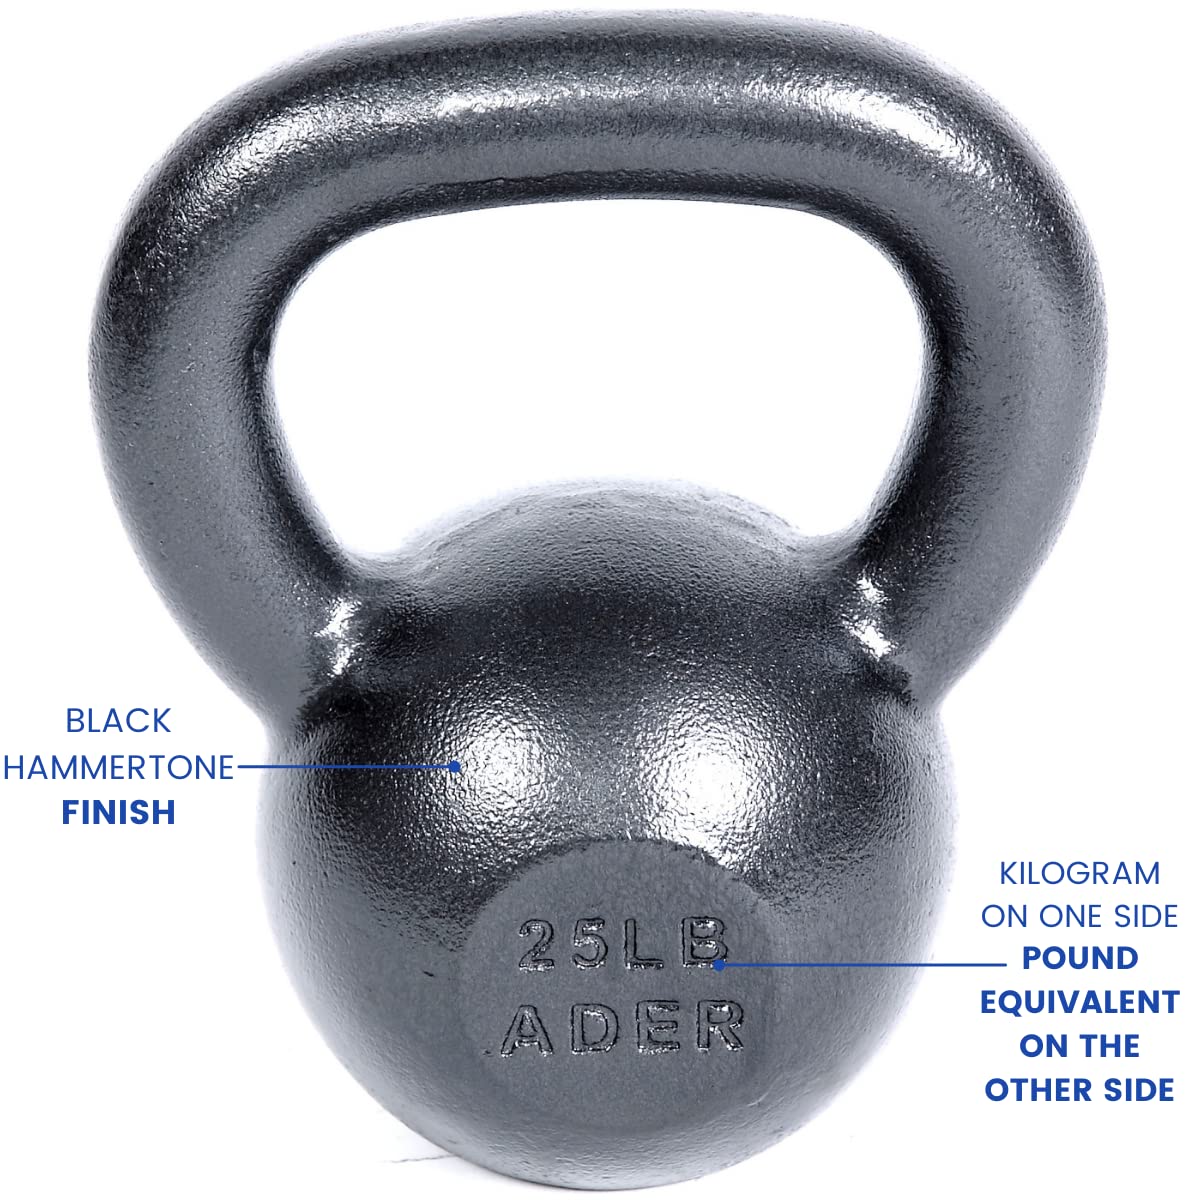 BLACK
HAMMERTONE
FINISH
25LB
ADER
KILOGRAM
ON ONE SIDE
POUND
EQUIVALENT
ON THE
OTHER SIDE